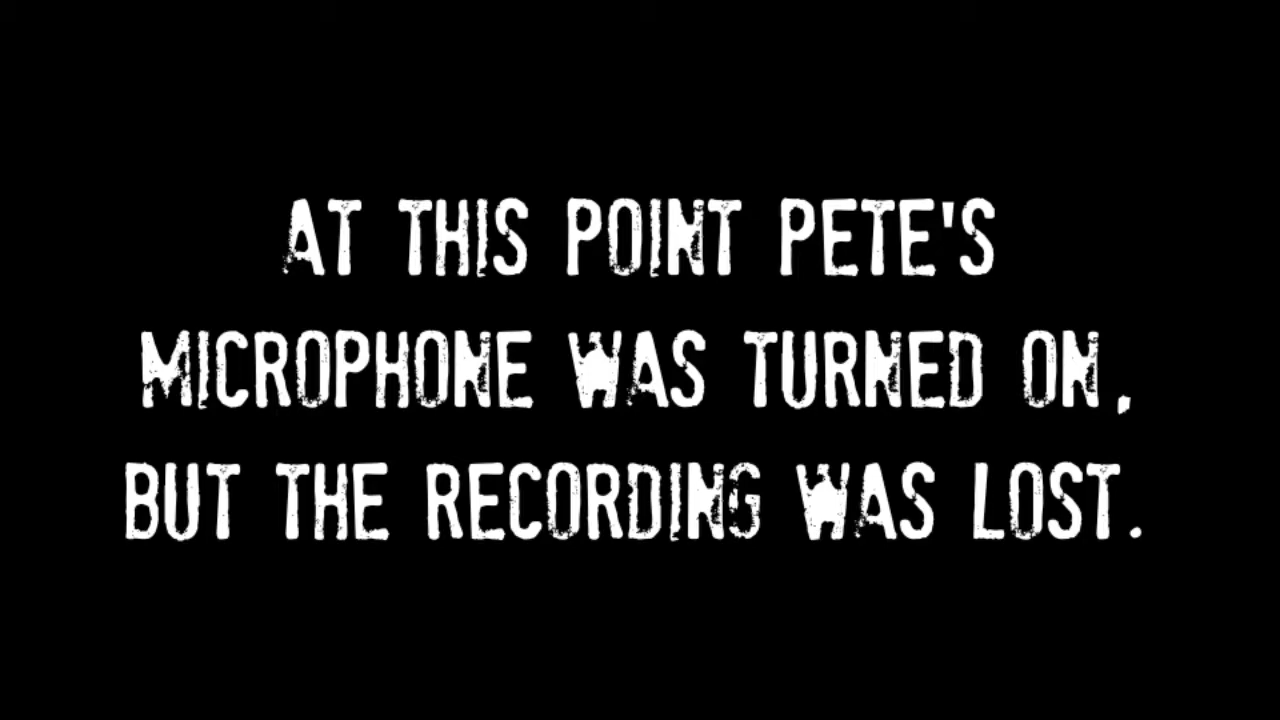 AT THIS POINT PETE'S
MICROPHONE WAS TURNED ON,
BUT THE RECORDING WAS LOST.